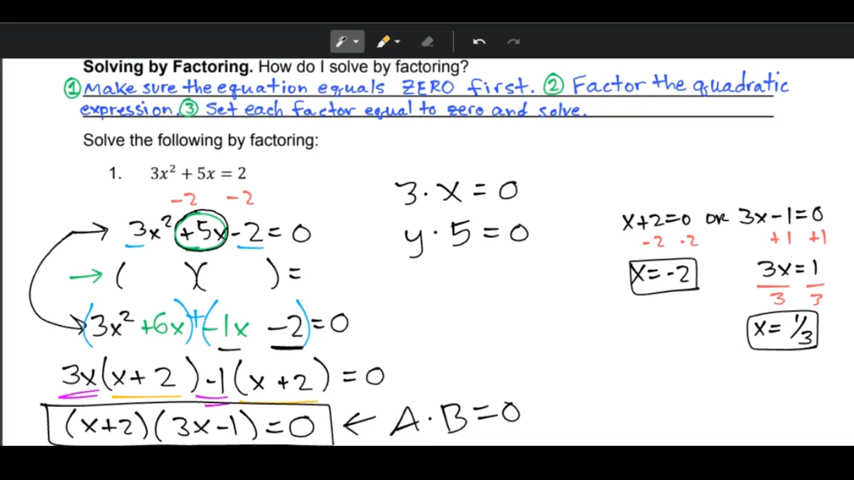 Solving by Factoring. How do I solve by factoring?
① Make sure the equation equals ZERO first. ② Factor the quadratic
expression. ③ Set each factor equal to zero and solve.
Solve the following by factoring:
1. 3x² + 5x = 2
-2 -2
3x² +5x -2 = 0
→ ( )( ) =
(3x² +6x)+(-1x -2) = 0
3x(x+2) -1(x+2) = 0
(x+2)(3x-1) = 0 ← A·B=0
3·X = 0
y·5 = 0
x+2=0 OR 3x-1=0
-2 -2 +1 +1
x=-2 3x=1
3 3
x=1/3